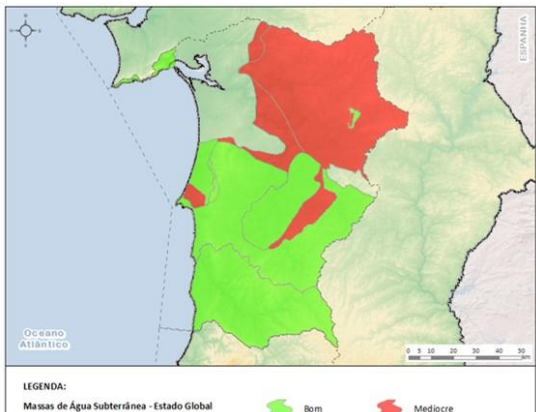 N
ESPANHA
Oceano
Atlântico
0 5 10 20 30 40 50
km
LEGENDA:
Massas de Água Subterrânea - Estado Global
Bom
Medíocre